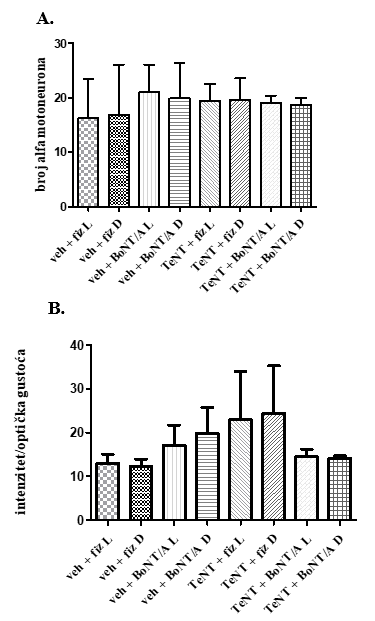 A.
30
20
10
0
broj alfa motoneurona
veh + fiz L
veh + fiz D
veh + BoNT/A L
veh + BoNT/A D
TeNT + fiz L
TeNT + fiz D
TeNT + BoNT/A L
TeNT + BoNT/A D
B.
40
30
20
10
0
intenzitet/optička gustoća
veh + fiz L
veh + fiz D
veh + BoNT/A L
veh + BoNT/A D
TeNT + fiz L
TeNT + fiz D
TeNT + BoNT/A L
TeNT + BoNT/A D